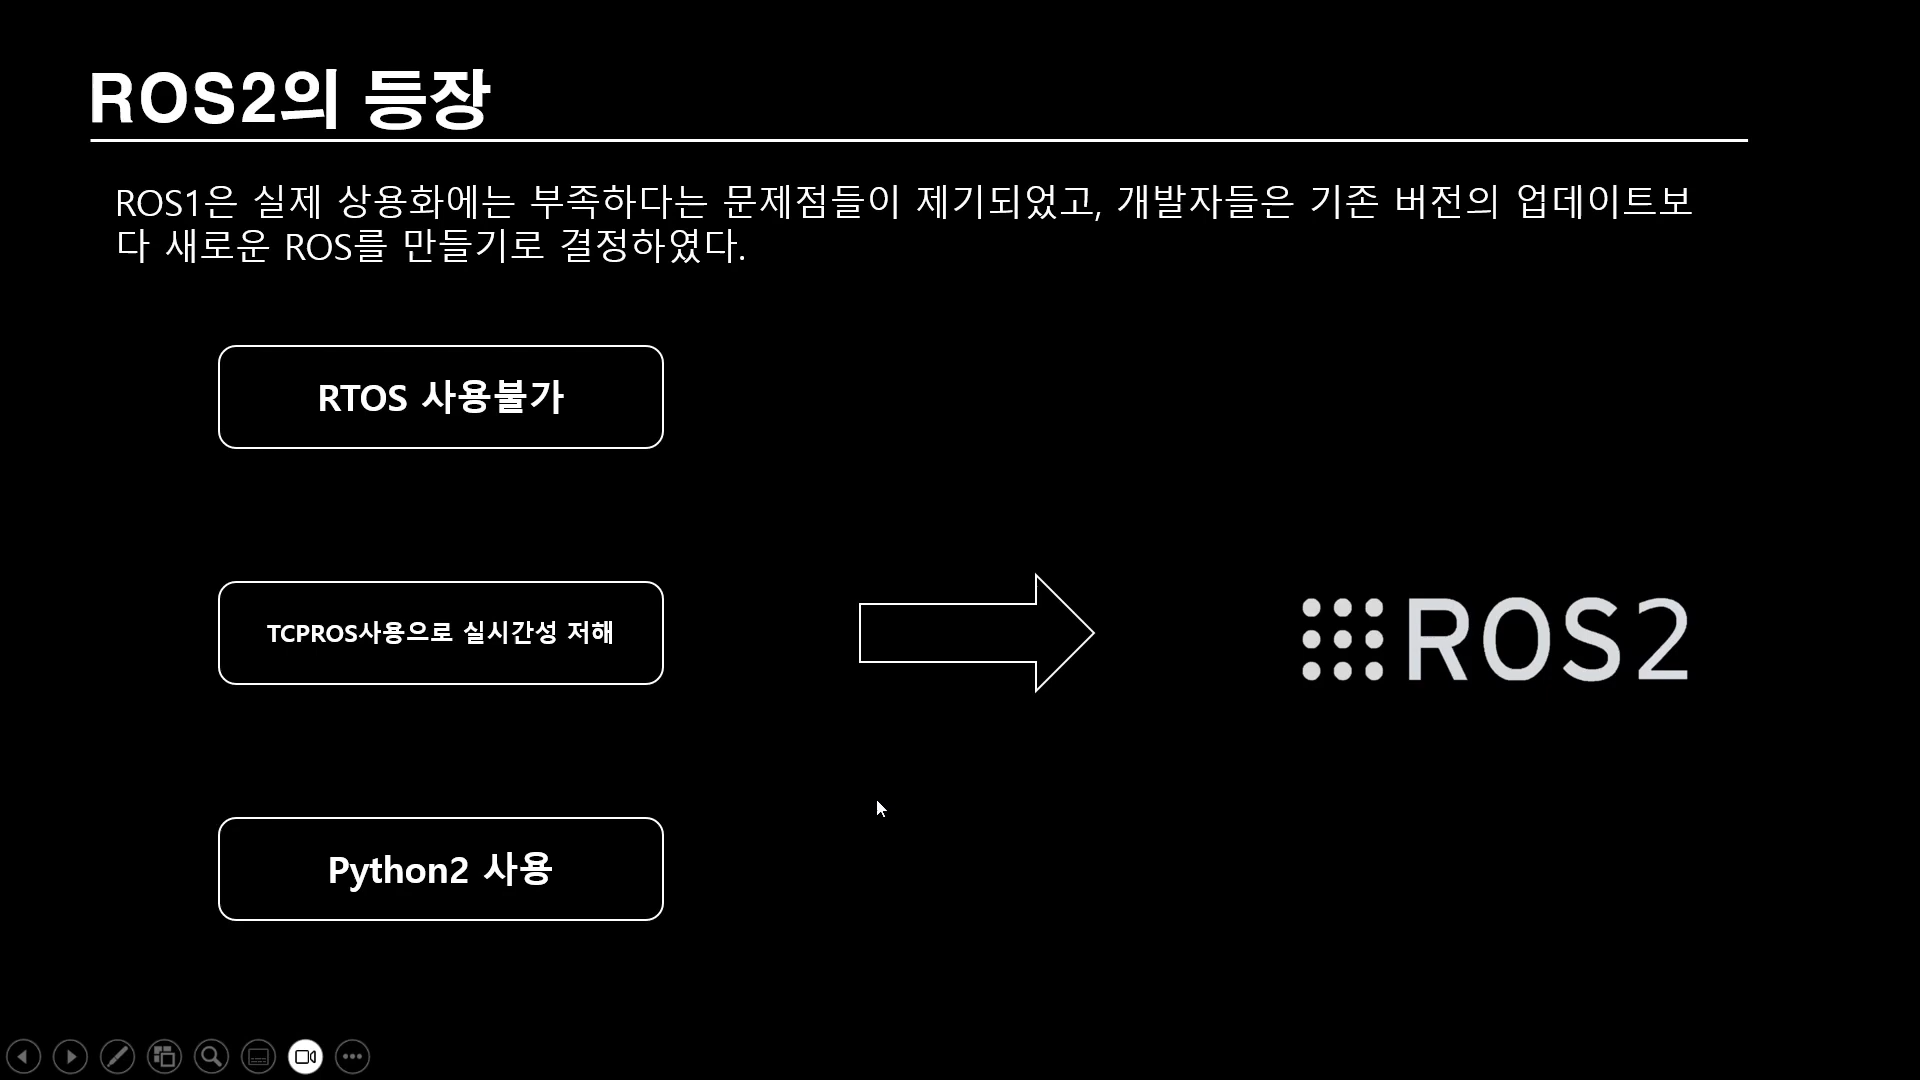 ROS2의 등장
ROS1은 실제 상용화에는 부족하다는 문제점들이 제기되었고, 개발자들은 기존 버전의 업데이트보
다 새로운 ROS를 만들기로 결정하였다.
RTOS 사용불가
TCPROS사용으로 실시간성 저해
ROS2
Python2 사용